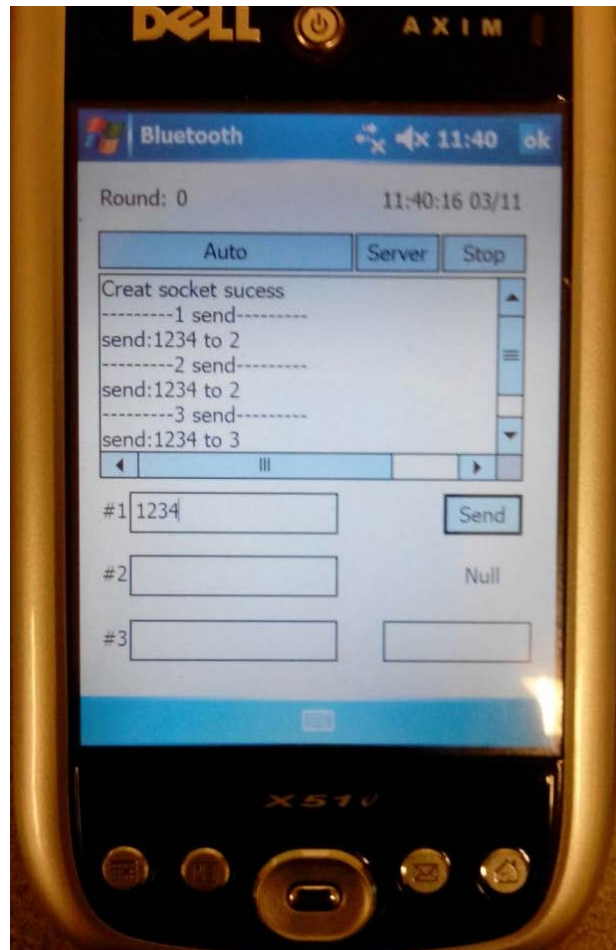 DELL AXIM
Bluetooth 11:40 ok
Round: 0 11:40:16 03/11
Auto Server Stop
Creat socket sucess
---------1 send---------
send:1234 to 2
---------2 send---------
send:1234 to 2
---------3 send---------
send:1234 to 3
#1 1234 Send
#2 Null
#3
X51v